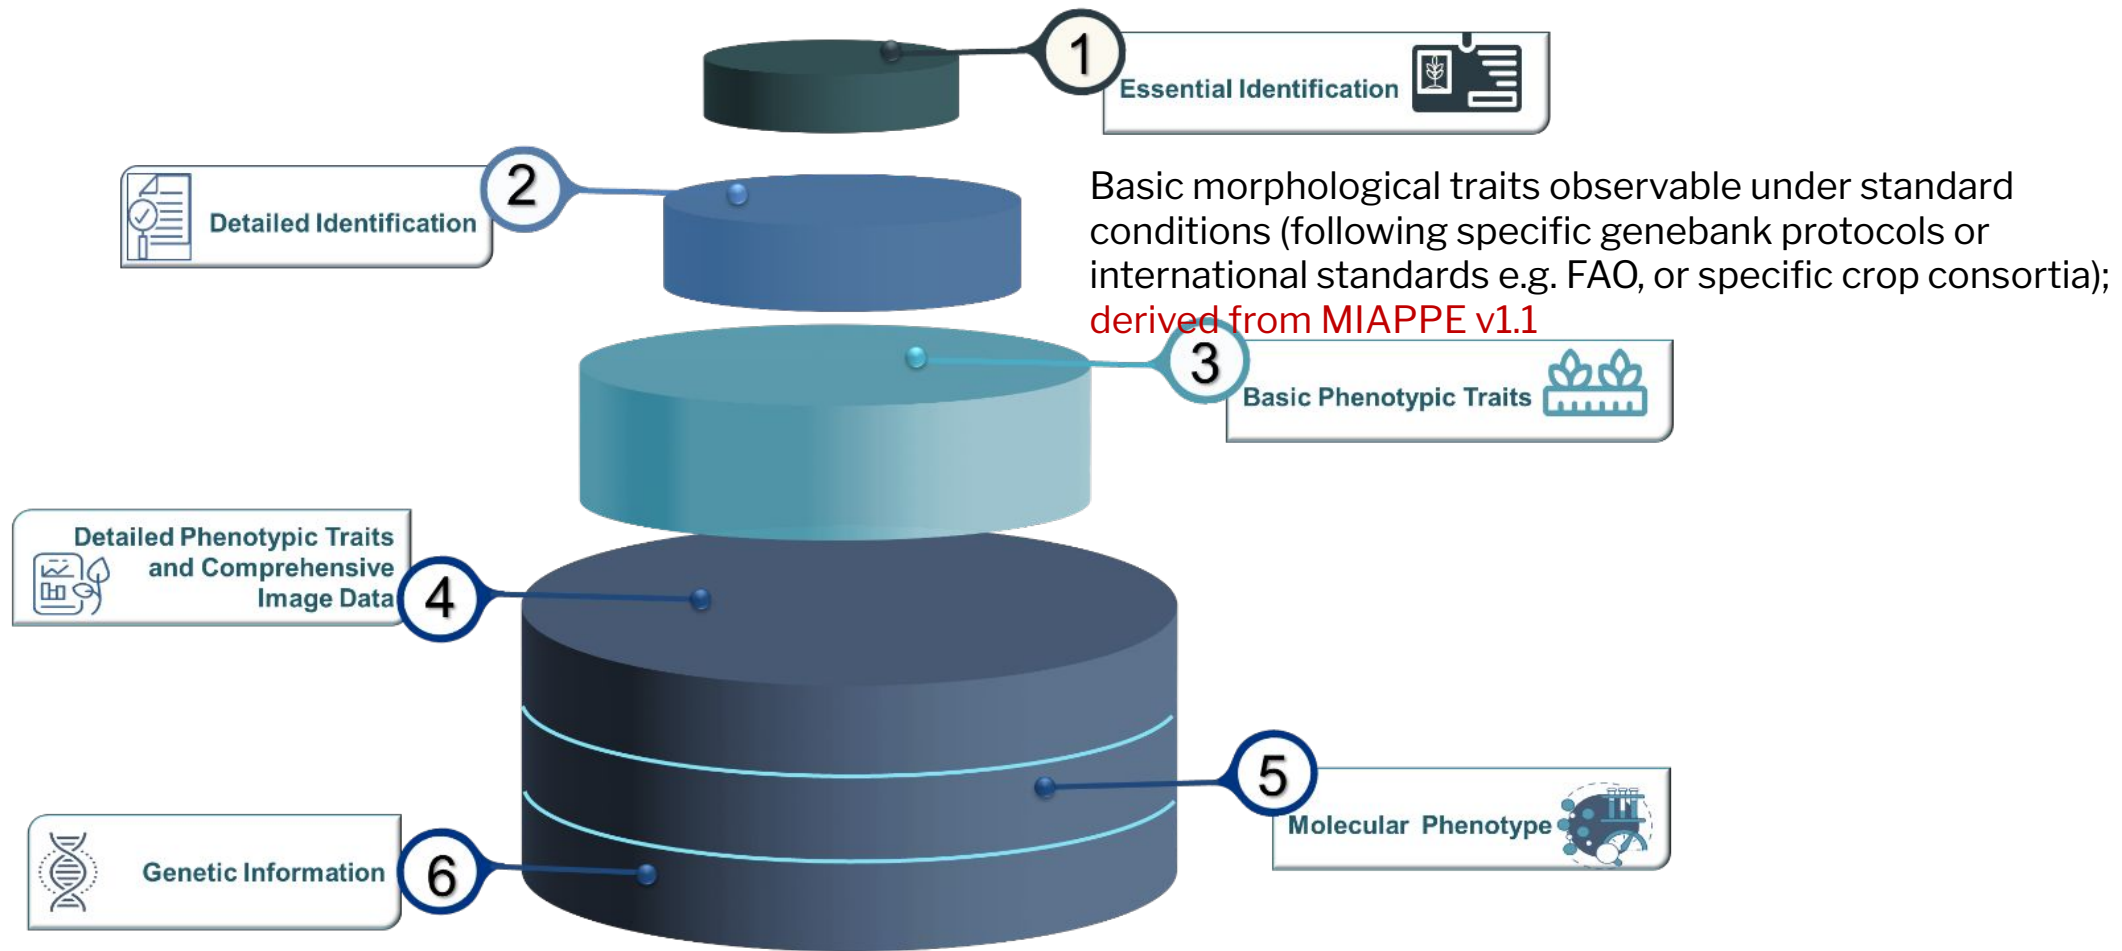 1
Essential Identification
2
Detailed Identification
Basic morphological traits observable under standard
conditions (following specific genebank protocols or
international standards e.g. FAO, or specific crop consortia);
derived from MIAPPE v1.1
3
Basic Phenotypic Traits
Detailed Phenotypic Traits
and Comprehensive
Image Data
4
5
Molecular Phenotype
Genetic Information
6